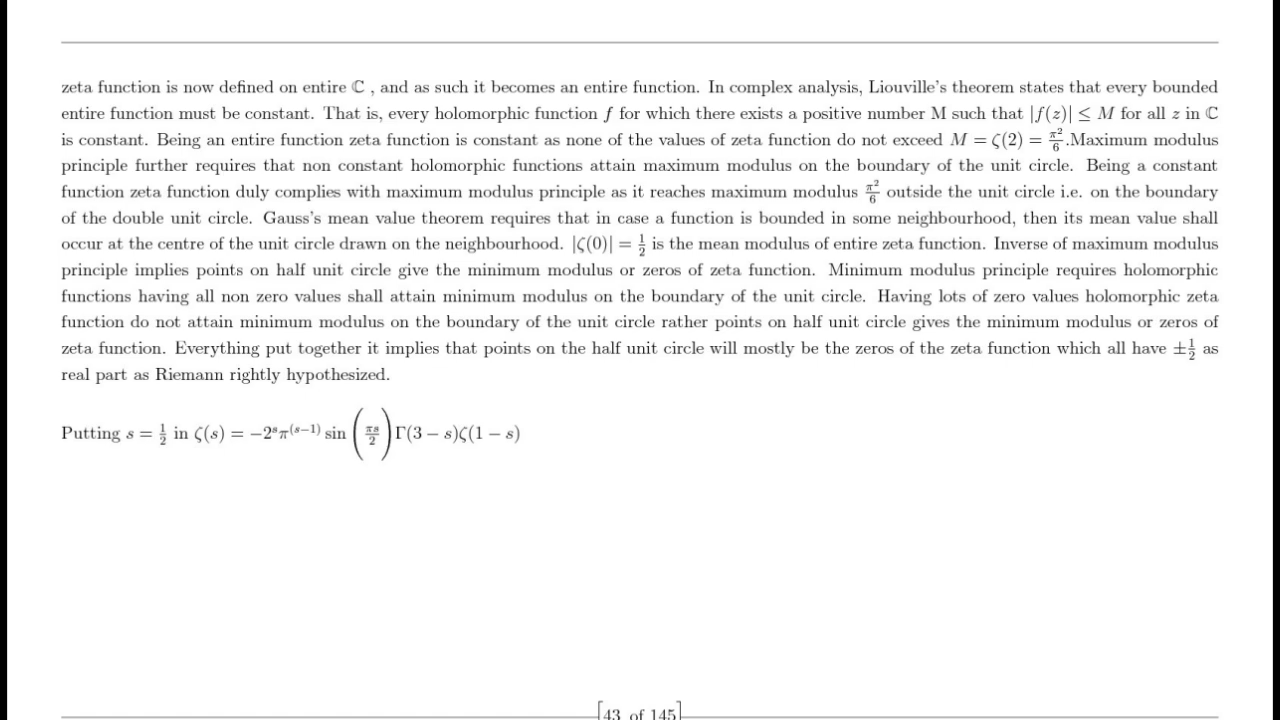 zeta function is now defined on entire ℂ , and as such it becomes an entire function. In complex analysis, Liouville's theorem states that every bounded
entire function must be constant. That is, every holomorphic function f for which there exists a positive number M such that |f(z)| ≤ M for all z in ℂ
is constant. Being an entire function zeta function is constant as none of the values of zeta function do not exceed M = ζ(2) = π²/6.Maximum modulus
principle further requires that non constant holomorphic functions attain maximum modulus on the boundary of the unit circle. Being a constant
function zeta function duly complies with maximum modulus principle as it reaches maximum modulus π²/6 outside the unit circle i.e. on the boundary
of the double unit circle. Gauss's mean value theorem requires that in case a function is bounded in some neighbourhood, then its mean value shall
occur at the centre of the unit circle drawn on the neighbourhood. |ζ(0)| = 1/2 is the mean modulus of entire zeta function. Inverse of maximum modulus
principle implies points on half unit circle give the minimum modulus or zeros of zeta function. Minimum modulus principle requires holomorphic
functions having all non zero values shall attain minimum modulus on the boundary of the unit circle. Having lots of zero values holomorphic zeta
function do not attain minimum modulus on the boundary of the unit circle rather points on half unit circle gives the minimum modulus or zeros of
zeta function. Everything put together it implies that points on the half unit circle will mostly be the zeros of the zeta function which all have ±1/2 as
real part as Riemann rightly hypothesized.
Putting s = 1/2 in ζ(s) = −2ˢπ⁽ˢ⁻¹⁾ sin(πs/2)Γ(3 − s)ζ(1 − s)
[43 of 145]